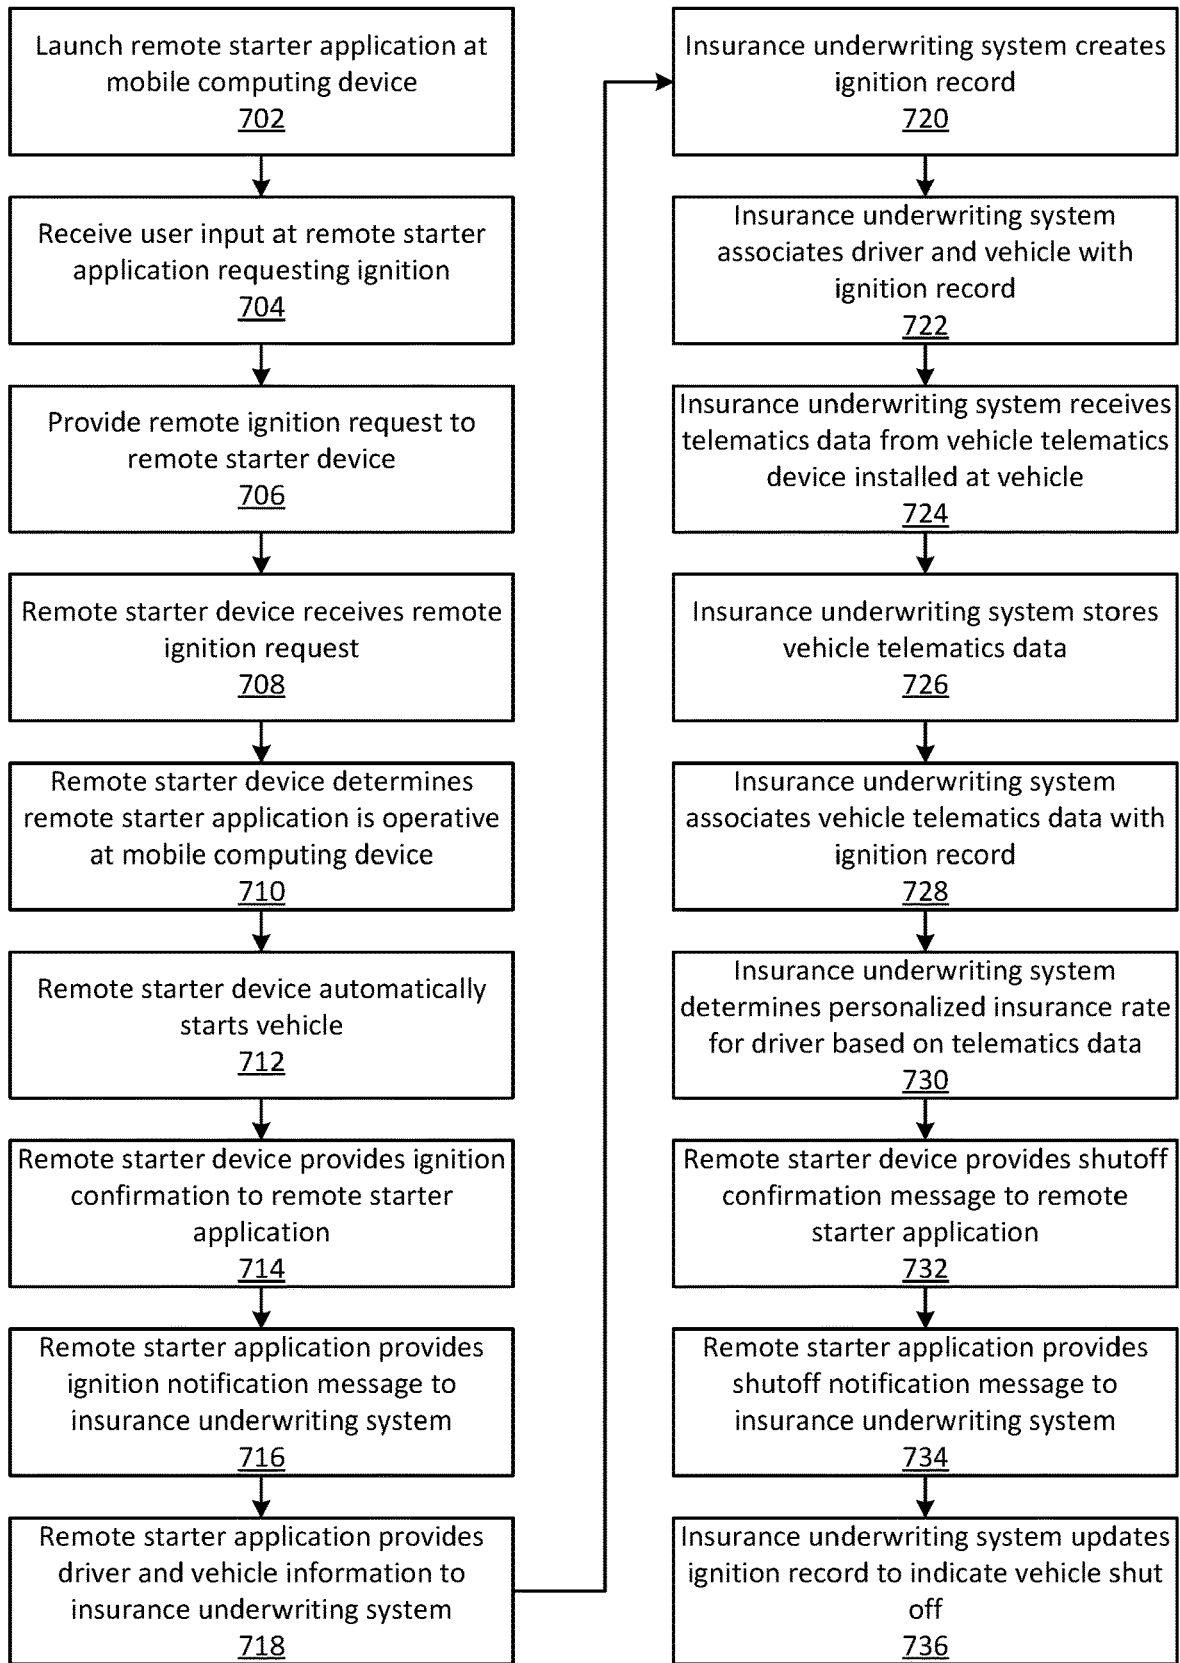 Launch remote starter application at
mobile computing device
702
Receive user input at remote starter
application requesting ignition
704
Provide remote ignition request to
remote starter device
706
Remote starter device receives remote
ignition request
708
Remote starter device determines
remote starter application is operative
at mobile computing device
710
Remote starter device automatically
starts vehicle
712
Remote starter device provides ignition
confirmation to remote starter
application
714
Remote starter application provides
ignition notification message to
insurance underwriting system
716
Remote starter application provides
driver and vehicle information to
insurance underwriting system
718
Insurance underwriting system creates
ignition record
720
Insurance underwriting system
associates driver and vehicle with
ignition record
722
Insurance underwriting system receives
telematics data from vehicle telematics
device installed at vehicle
724
Insurance underwriting system stores
vehicle telematics data
726
Insurance underwriting system
associates vehicle telematics data with
ignition record
728
Insurance underwriting system
determines personalized insurance rate
for driver based on telematics data
730
Remote starter device provides shutoff
confirmation message to remote
starter application
732
Remote starter application provides
shutoff notification message to
insurance underwriting system
734
Insurance underwriting system updates
ignition record to indicate vehicle shut
off
736